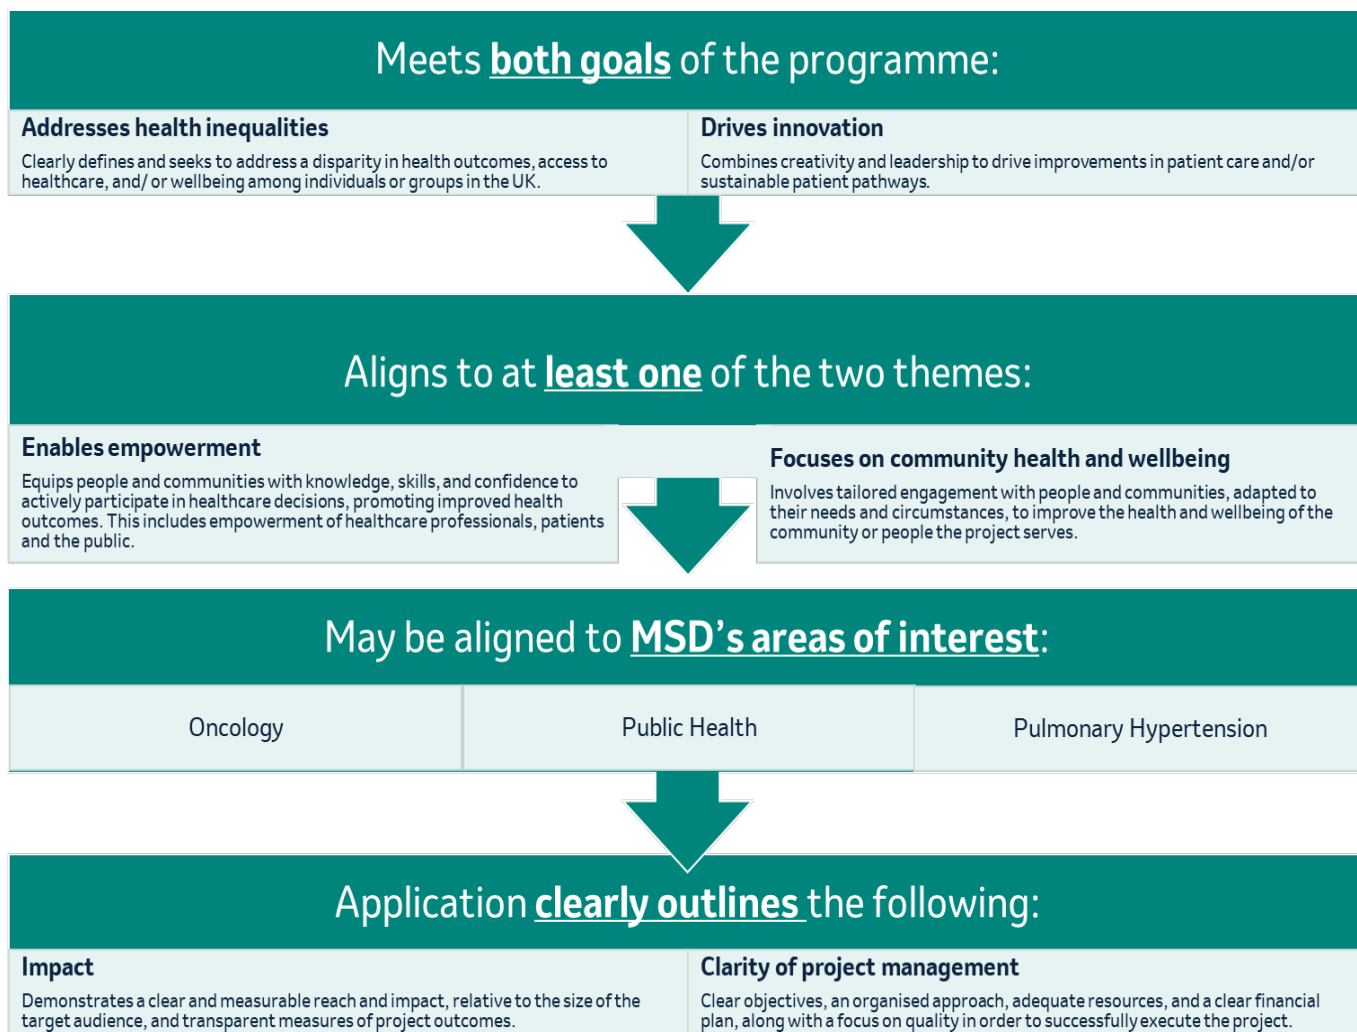 Meets both goals of the programme:
Addresses health inequalities
Clearly defines and seeks to address a disparity in health outcomes, access to
healthcare, and/ or wellbeing among individuals or groups in the UK.
Drives innovation
Combines creativity and leadership to drive improvements in patient care and/or
sustainable patient pathways.
Aligns to at least one of the two themes:
Enables empowerment
Equips people and communities with knowledge, skills, and confidence to
actively participate in healthcare decisions, promoting improved health
outcomes. This includes empowerment of healthcare professionals, patients
and the public.
Focuses on community health and wellbeing
Involves tailored engagement with people and communities, adapted to
their needs and circumstances, to improve the health and wellbeing of the
community or people the project serves.
May be aligned to MSD's areas of interest:
Oncology
Public Health
Pulmonary Hypertension
Application clearly outlines the following:
Impact
Demonstrates a clear and measurable reach and impact, relative to the size of the
target audience, and transparent measures of project outcomes.
Clarity of project management
Clear objectives, an organised approach, adequate resources, and a clear financial
plan, along with a focus on quality in order to successfully execute the project.